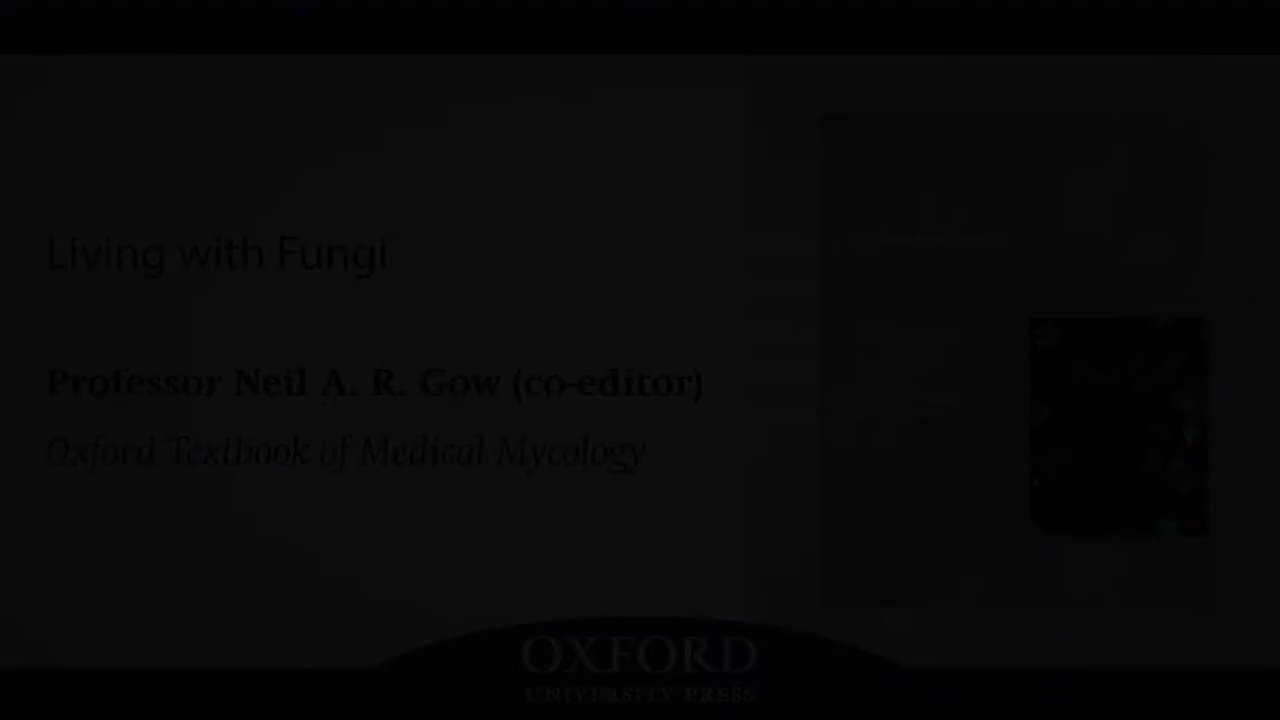 Living with Fungi
Professor Neil A. R. Gow (co-editor)
Oxford Textbook of Medical Mycology
OXFORD
UNIVERSITY PRESS